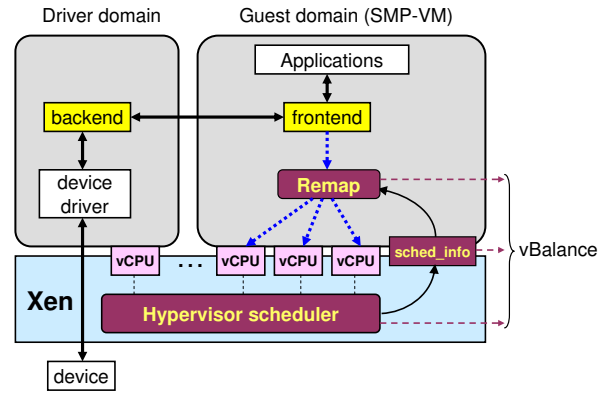 Driver domain
Guest domain (SMP-VM)
Applications
backend
frontend
device
driver
Remap
sched_info
vBalance
vCPU
...
vCPU
vCPU
vCPU
Xen
Hypervisor scheduler
device